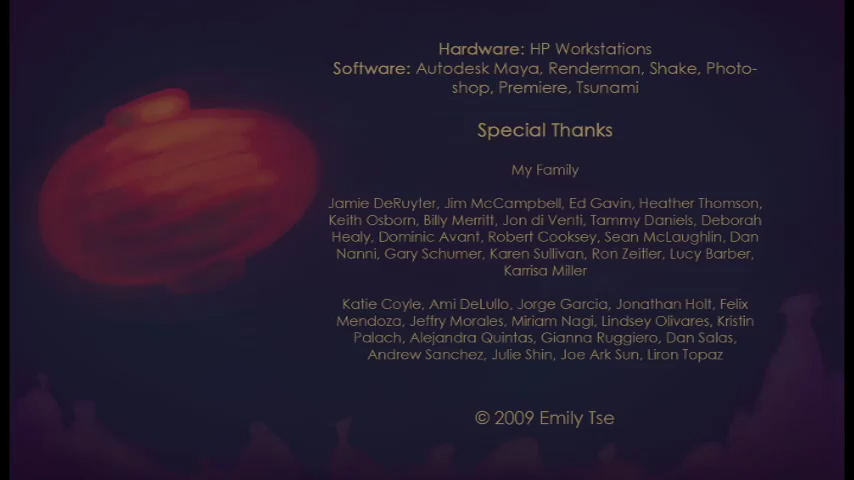 Hardware: HP Workstations
Software: Autodesk Maya, Renderman, Shake, Photo-
shop, Premiere, Tsunami
Special Thanks
My Family
Jamie DeRuyter, Jim McCampbell, Ed Gavin, Heather Thomson,
Keith Osborn, Billy Merritt, Jon di Venti, Tammy Daniels, Deborah
Healy, Dominic Avant, Robert Cooksey, Sean McLaughlin, Dan
Nanni, Gary Schumer, Karen Sullivan, Ron Zeitler, Lucy Barber,
Karrisa Miller
Katie Coyle, Ami DeLullo, Jorge Garcia, Jonathan Holt, Felix
Mendoza, Jeffry Morales, Miriam Nagi, Lindsey Olivares, Kristin
Palach, Alejandra Quintas, Gianna Ruggiero, Dan Salas,
Andrew Sanchez, Julie Shin, Joe Ark Sun, Liron Topaz
© 2009 Emily Tse